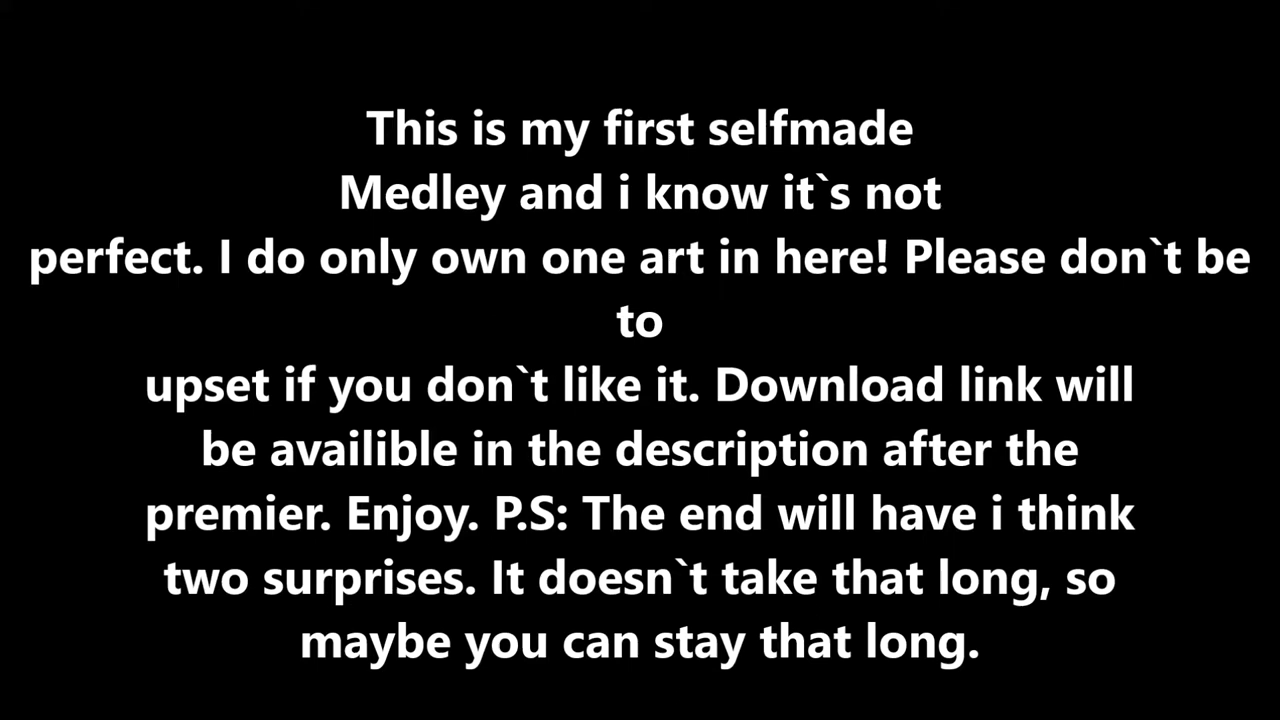 This is my first selfmade
Medley and i know it`s not
perfect. I do only own one art in here! Please don`t be
to
upset if you don`t like it. Download link will
be availible in the description after the
premier. Enjoy. P.S: The end will have i think
two surprises. It doesn`t take that long, so
maybe you can stay that long.